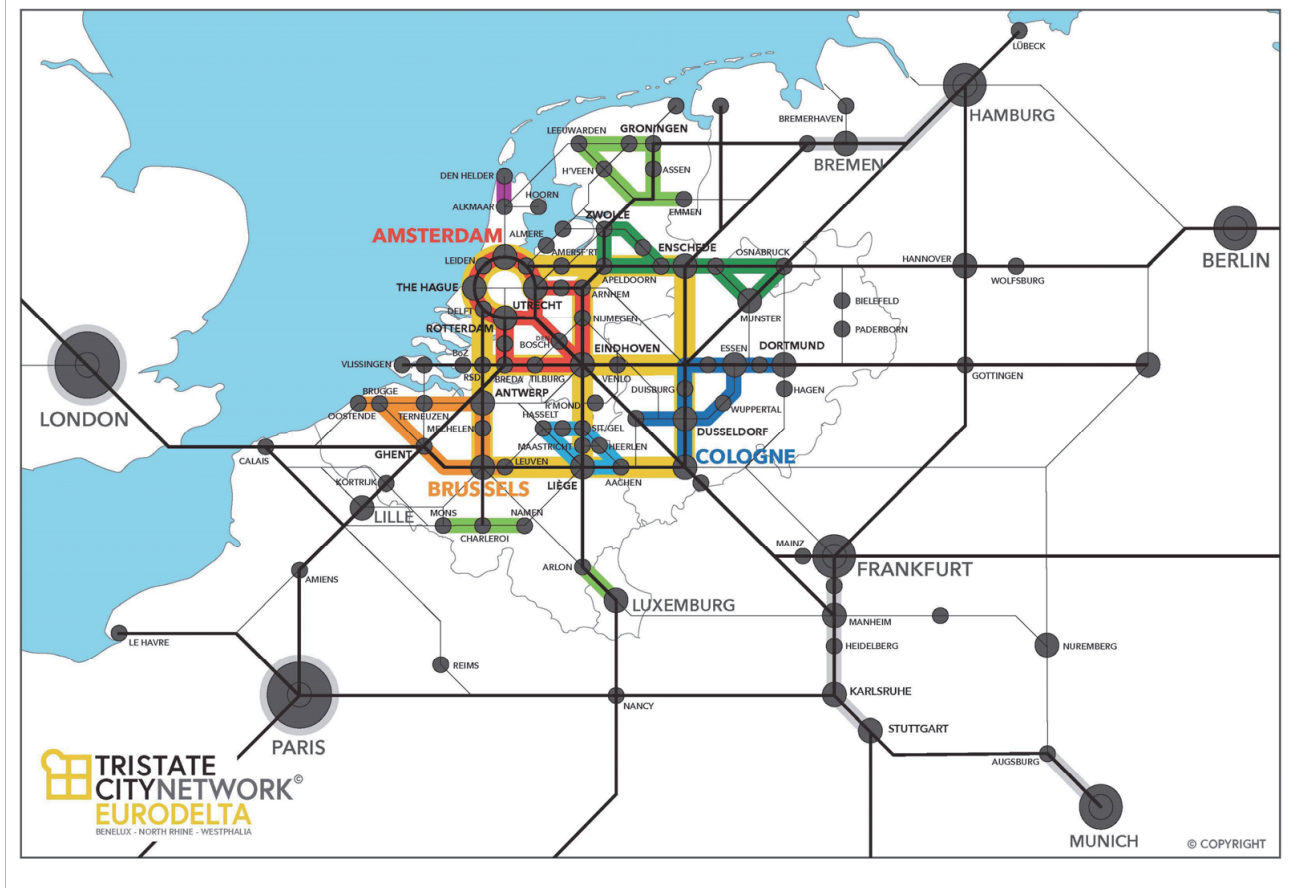 LÜBECK
HAMBURG
BREMERHAVEN
GRONINGEN
LEEUWARDEN
BREMEN
H'VEEN
ASSEN
DEN HELDER
HOORN
ALKMAAR
EMMEN
ZWOLLE
ALMERE
AMSTERDAM
ENSCHEDE
OSNABRUCK
AMERSF'RT
LEIDEN
HANNOVER
BERLIN
WOLFSBURG
APELDOORN
THE HAGUE
ARNHEM
UTRECHT
BIELEFELD
DELFT
MUNSTER
NIJMEGEN
ROTTERDAM
PADERBORN
DEN
BOSCH
EINDHOVEN
ESSEN
DORTMUND
BoZ
VLISSINGEN
RSD
BREDA
TILBURG
VENLO
GOTTINGEN
DUISBURG
HAGEN
BRUGGE
ANTWERP
R'MOND
WUPPERTAL
LONDON
OOSTENDE
TERNEUZEN
HASSELT
MECHELEN
SIT/GEL
DUSSELDORF
MAASTRICHT
HEERLEN
GHENT
CALAIS
COLOGNE
LEUVEN
BRUSSELS
LIEGE
AACHEN
KORTRIJK
LILLE
MONS
NAMEN
CHARLEROI
MAINZ
ARLON
FRANKFURT
AMIENS
LUXEMBURG
MANHEIM
LE HAVRE
HEIDELBERG
NUREMBERG
REIMS
KARLSRUHE
NANCY
STUTTGART
PARIS
AUGSBURG
MUNICH
TRISTATE
CITYNETWORK©
EURODELTA
BENELUX - NORTH RHINE - WESTPHALIA
© COPYRIGHT